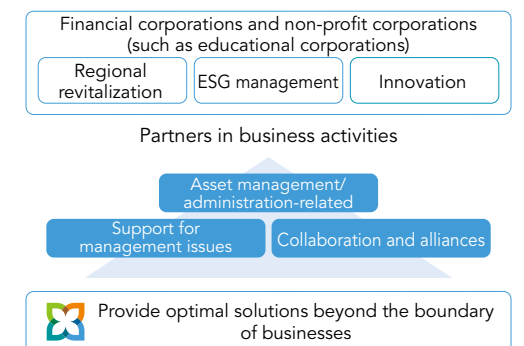 Financial corporations and non-profit corporations
(such as educational corporations)
Regional
revitalization
ESG management
Innovation
Partners in business activities
Asset management/
administration-related
Support for
management issues
Collaboration and alliances
Provide optimal solutions beyond the boundary
of businesses